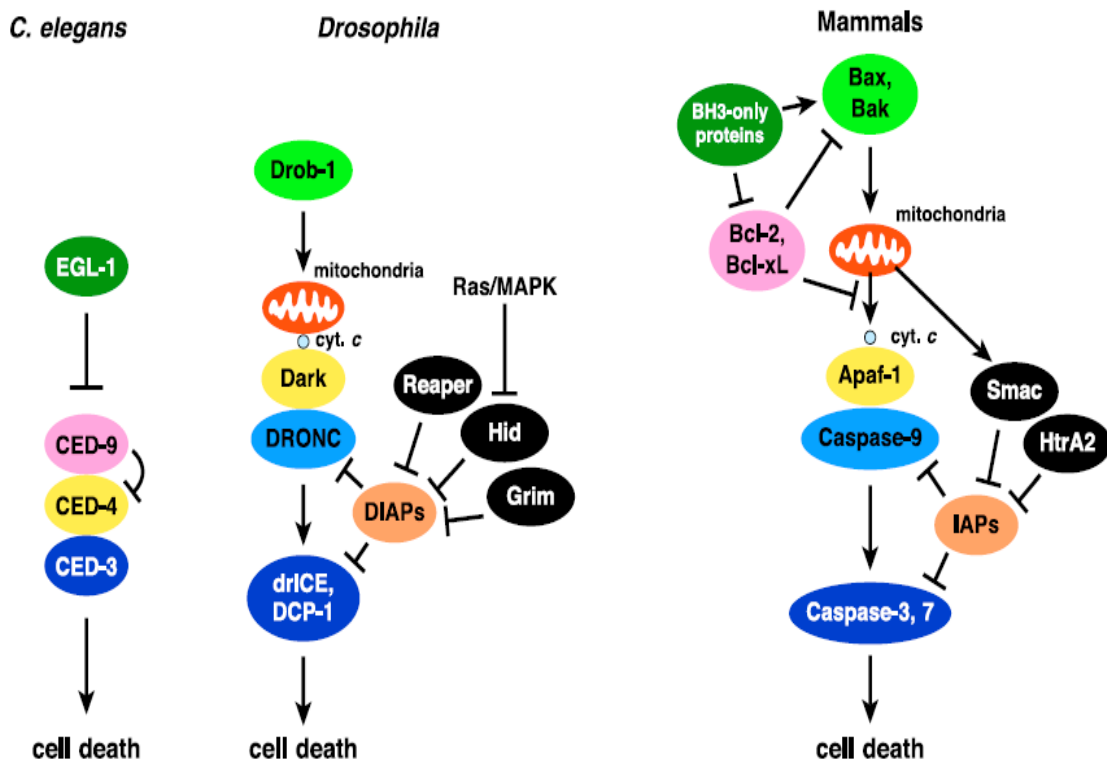 C. elegans
EGL-1
CED-9
CED-4
CED-3
cell death
Drosophila
Drob-1
mitochondria
cyt. c
Dark
DRONC
drICE,
DCP-1
cell death
Ras/MAPK
Reaper
Hid
Grim
DIAPs
Mammals
BH3-only
proteins
Bax,
Bak
Bcl-2,
Bcl-xL
mitochondria
cyt. c
Apaf-1
Caspase-9
Smac
HtrA2
IAPs
Caspase-3, 7
cell death